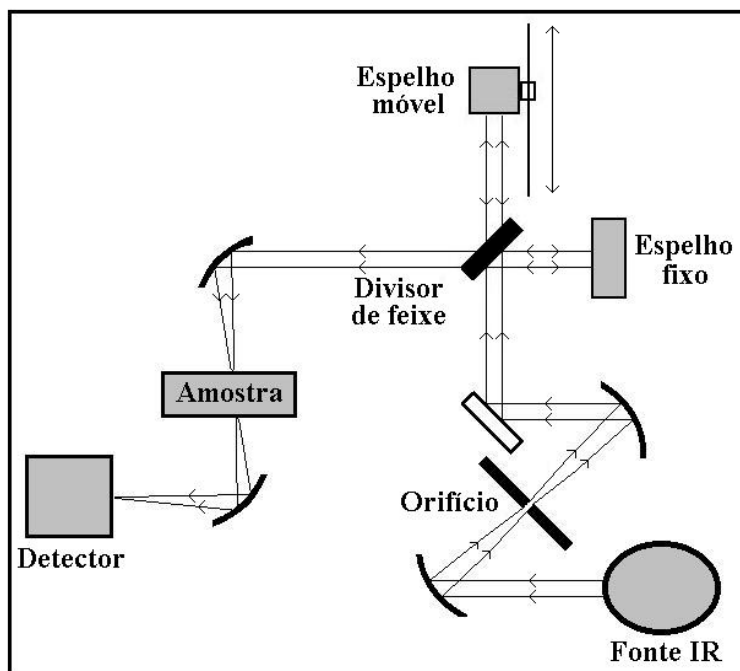 Espelho
móvel
Espelho
fixo
Divisor
de feixe
Amostra
Orifício
Detector
Fonte IR